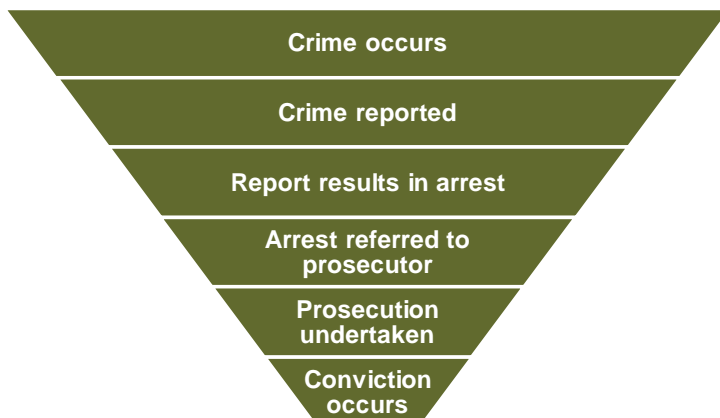 Crime occurs
Crime reported
Report results in arrest
Arrest referred to
prosecutor
Prosecution
undertaken
Conviction
occurs